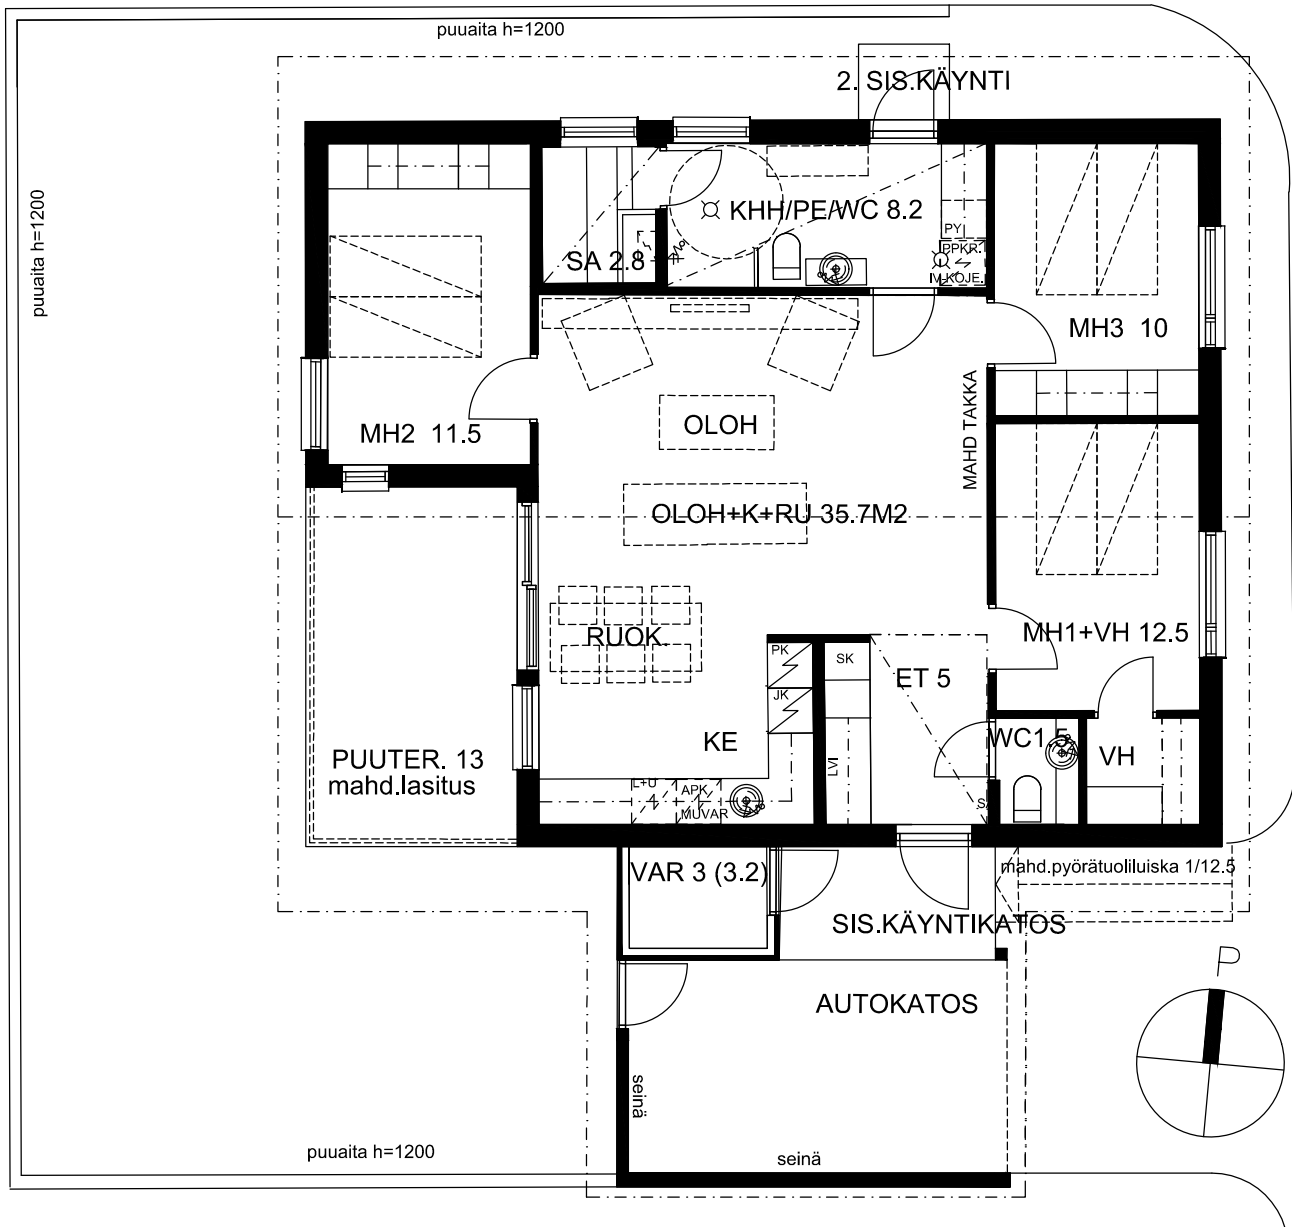 puuaita h=1200
2. SIS.KÄYNTI
puuaita h=1200
KHH/PE/WC 8.2
PY
PPKR.
IV-KOJE.
SA 2.8
MH3 10
MAHD TAKKA
OLOH
MH2 11.5
OLOH+K+RU 35.7M2
RUOK.
MH1+VH 12.5
PK
SK
ET 5
JK
KE
WC1.5
VH
PUUTER. 13
mahd.lasitus
LVI
L+U
APK
MUVAR
VAR 3 (3.2)
mahd.pyörätuoliluiska 1/12.5
SIS.KÄYNTIKATOS
P
AUTOKATOS
seinä
puuaita h=1200
seinä